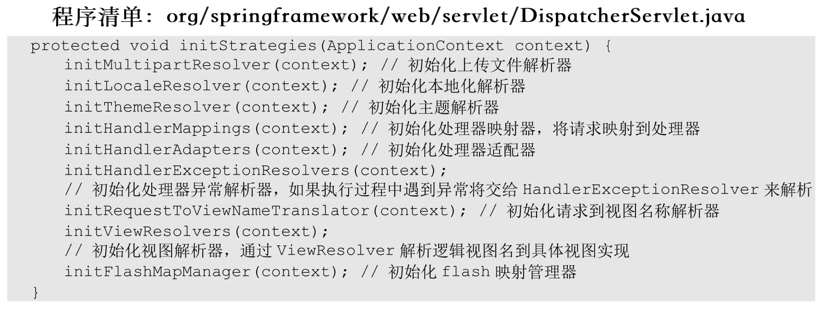 程序清单：org/springframework/web/servlet/DispatcherServlet.java
protected void initStrategies(ApplicationContext context) {
initMultipartResolver(context); // 初始化上传文件解析器
initLocaleResolver(context); // 初始化本地化解析器
initThemeResolver(context); // 初始化主题解析器
initHandlerMappings(context); // 初始化处理器映射器，将请求映射到处理器
initHandlerAdapters(context); // 初始化处理器适配器
initHandlerExceptionResolvers(context);
// 初始化处理器异常解析器，如果执行过程中遇到异常将交给 HandlerExceptionResolver 来解析
initRequestToViewNameTranslator(context); // 初始化请求到视图名称解析器
initViewResolvers(context);
// 初始化视图解析器，通过 ViewResolver 解析逻辑视图名到具体视图实现
initFlashMapManager(context); // 初始化 flash 映射管理器
}